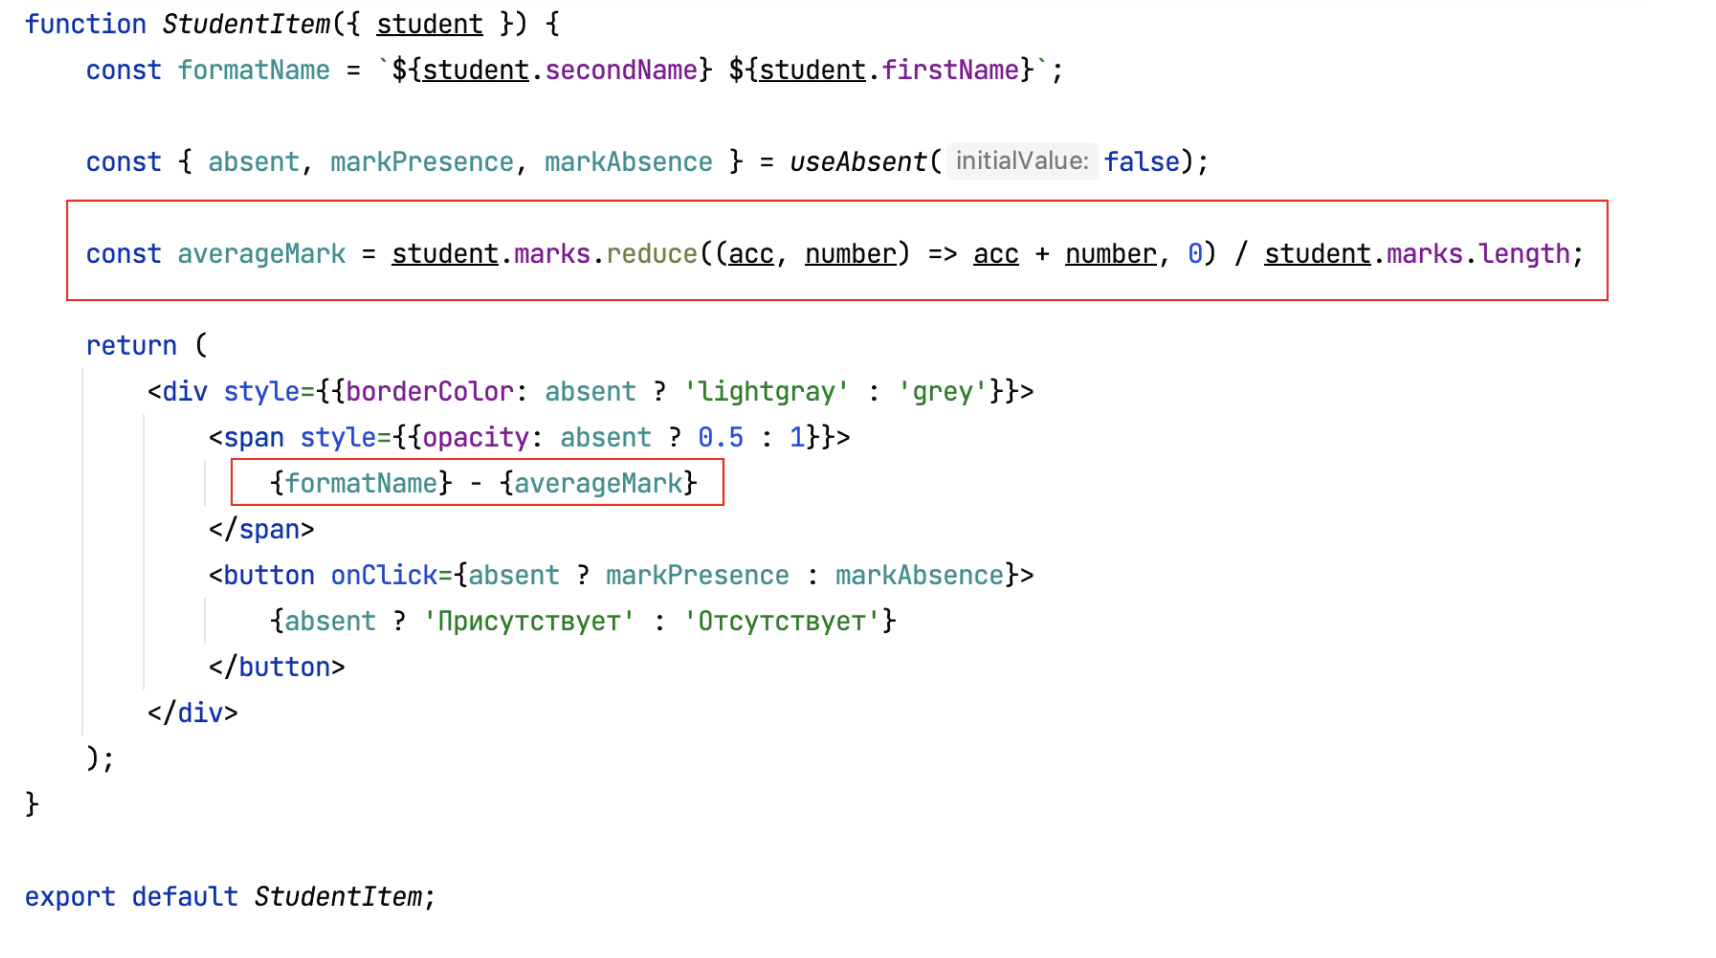 function StudentItem({ student }) {
const formatName = `${student.secondName} ${student.firstName}`;
const { absent, markPresence, markAbsence } = useAbsent( initialValue: false);
const averageMark = student.marks.reduce((acc, number) => acc + number, 0) / student.marks.length;
return (
<div style={{borderColor: absent ? 'lightgray' : 'grey'}}>
<span style={{opacity: absent ? 0.5 : 1}}>
{formatName} - {averageMark}
</span>
<button onClick={absent ? markPresence : markAbsence}>
{absent ? 'Присутствует' : 'Отсутствует'}
</button>
</div>
);
}
export default StudentItem;